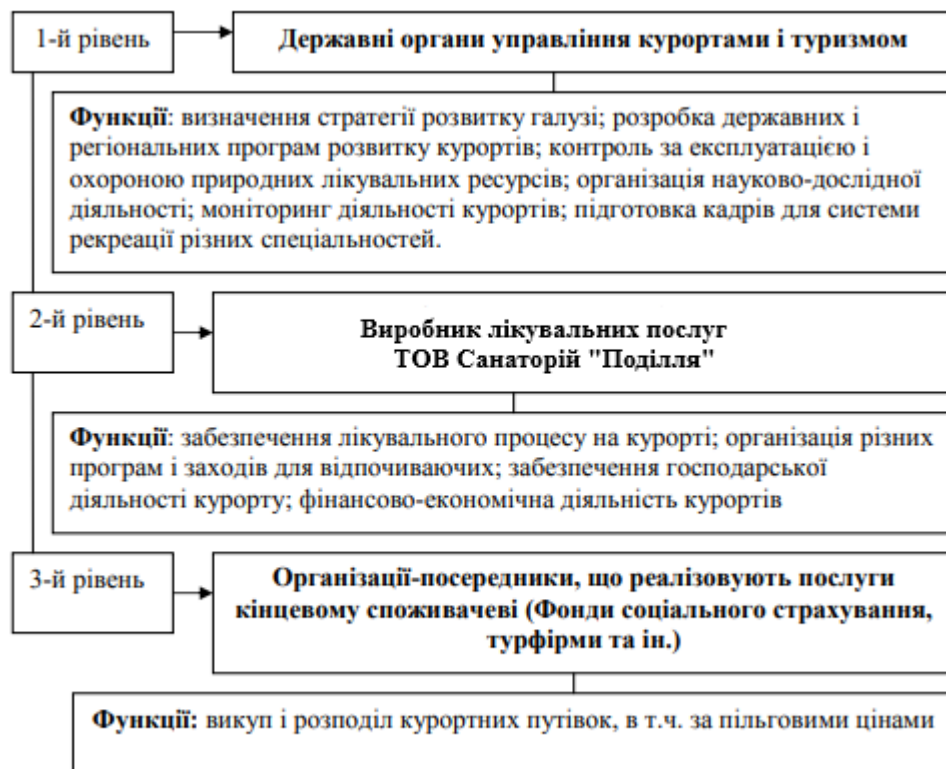 1-й рівень
Державні органи управління курортами і туризмом
Функції: визначення стратегії розвитку галузі; розробка державних і
регіональних програм розвитку курортів; контроль за експлуатацією і
охороною природних лікувальних ресурсів; організація науково-дослідної
діяльності; моніторинг діяльності курортів; підготовка кадрів для системи
рекреації різних спеціальностей.
2-й рівень
Виробник лікувальних послуг
ТОВ Санаторій "Поділля"
Функції: забезпечення лікувального процесу на курорті; організація різних
програм і заходів для відпочиваючих; забезпечення господарської
діяльності курорту; фінансово-економічна діяльність курортів
3-й рівень
Організації-посередники, що реалізовують послуги
кінцевому споживачеві (Фонди соціального страхування,
турфірми та ін.)
Функції: викуп і розподіл курортних путівок, в т.ч. за пільговими цінами